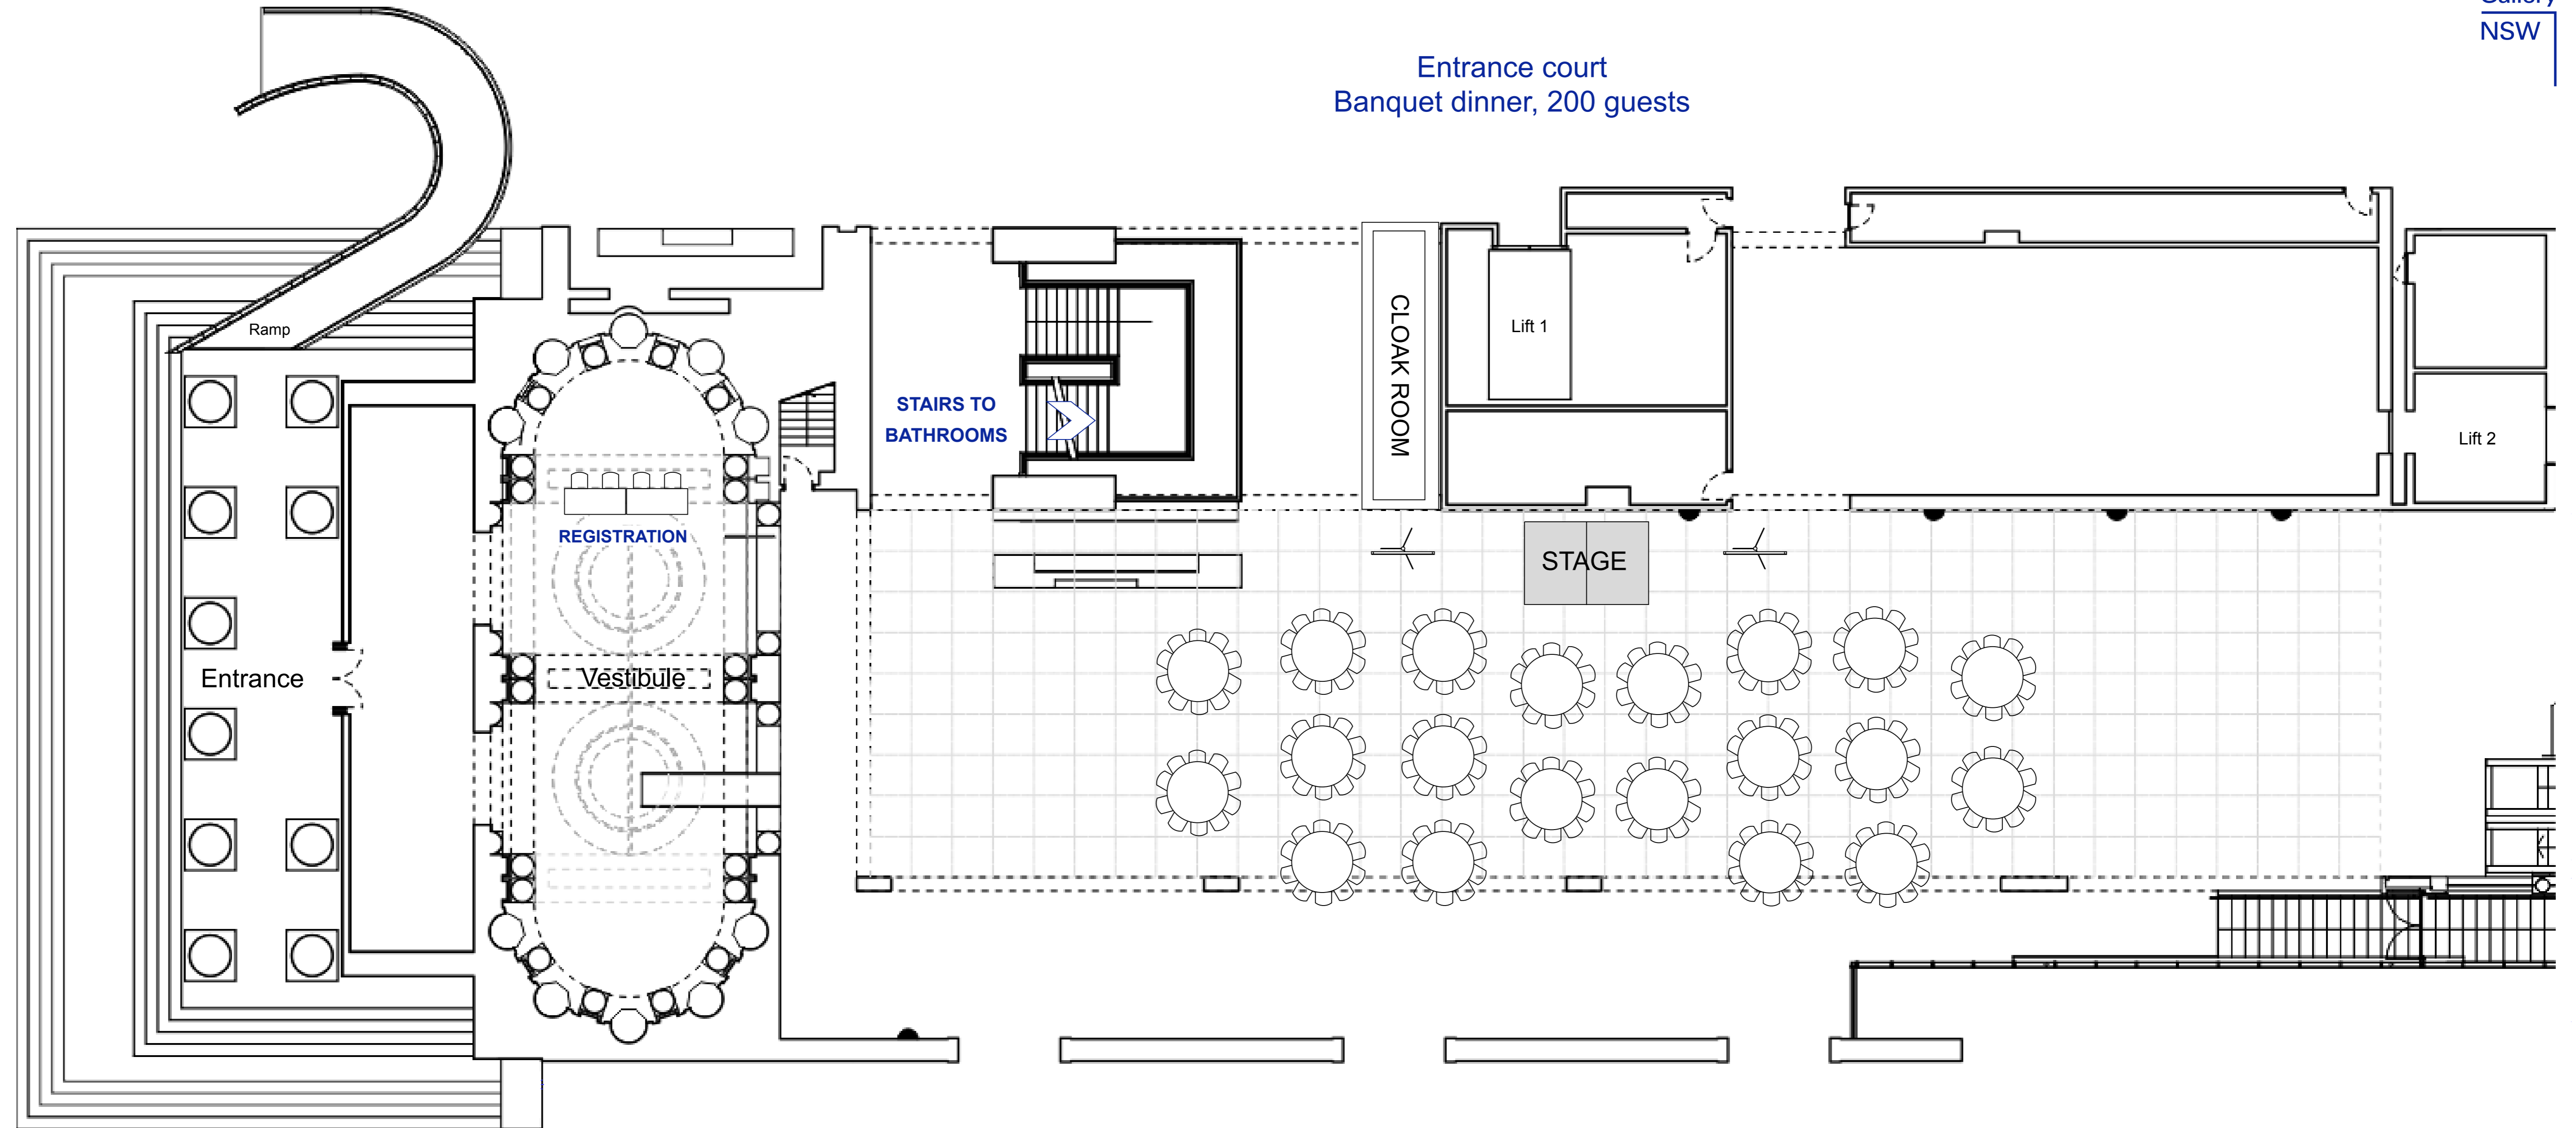 NSW
Entrance court
Banquet dinner, 200 guests
Ramp
CLOAK ROOM
Lift 1
STAIRS TO
BATHROOMS
Lift 2
REGISTRATION
STAGE
Entrance
Vestibule